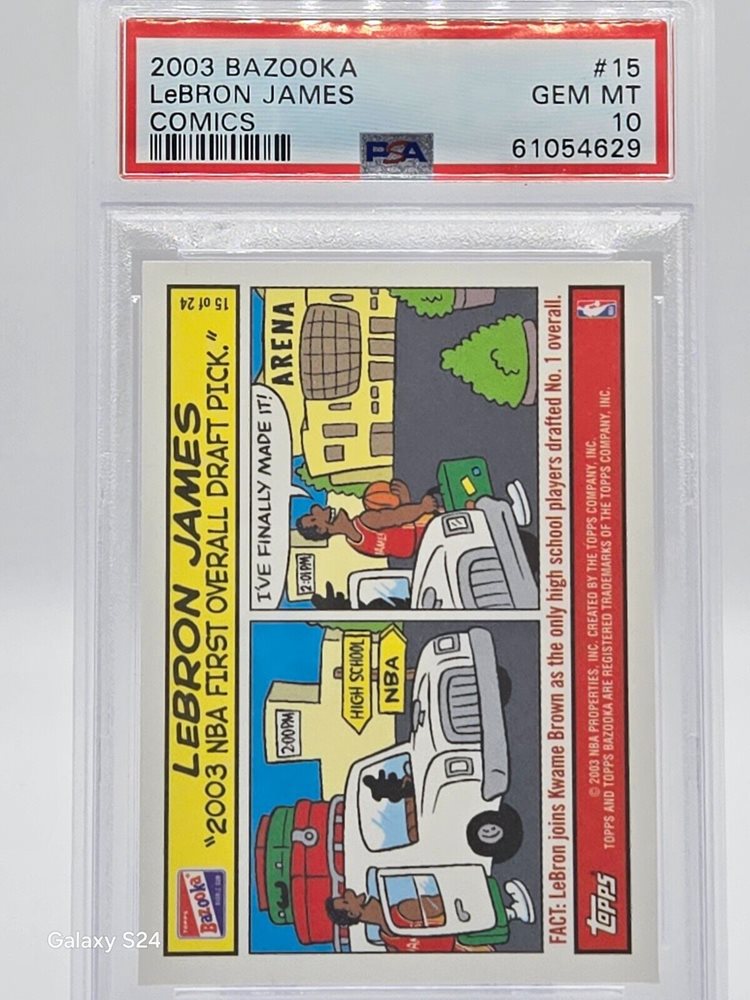 2003 BAZOOKA #15
LeBRON JAMES GEM MT
COMICS 10
PSA 61054629
15 of 24
LEBRON JAMES
"2003 NBA FIRST OVERALL DRAFT PICK."
TOPPS
Bazooka
2:00PM
HIGH SCHOOL
NBA
I'VE FINALLY MADE IT!
ARENA
2:01PM
JAMES
FACT: LeBron joins Kwame Brown as the only high school players drafted No. 1 overall.
topps
© 2003 NBA PROPERTIES, INC. CREATED BY THE TOPPS COMPANY, INC.
TOPPS AND TOPPS BAZOOKA ARE REGISTERED TRADEMARKS OF THE TOPPS COMPANY, INC.
Galaxy S24